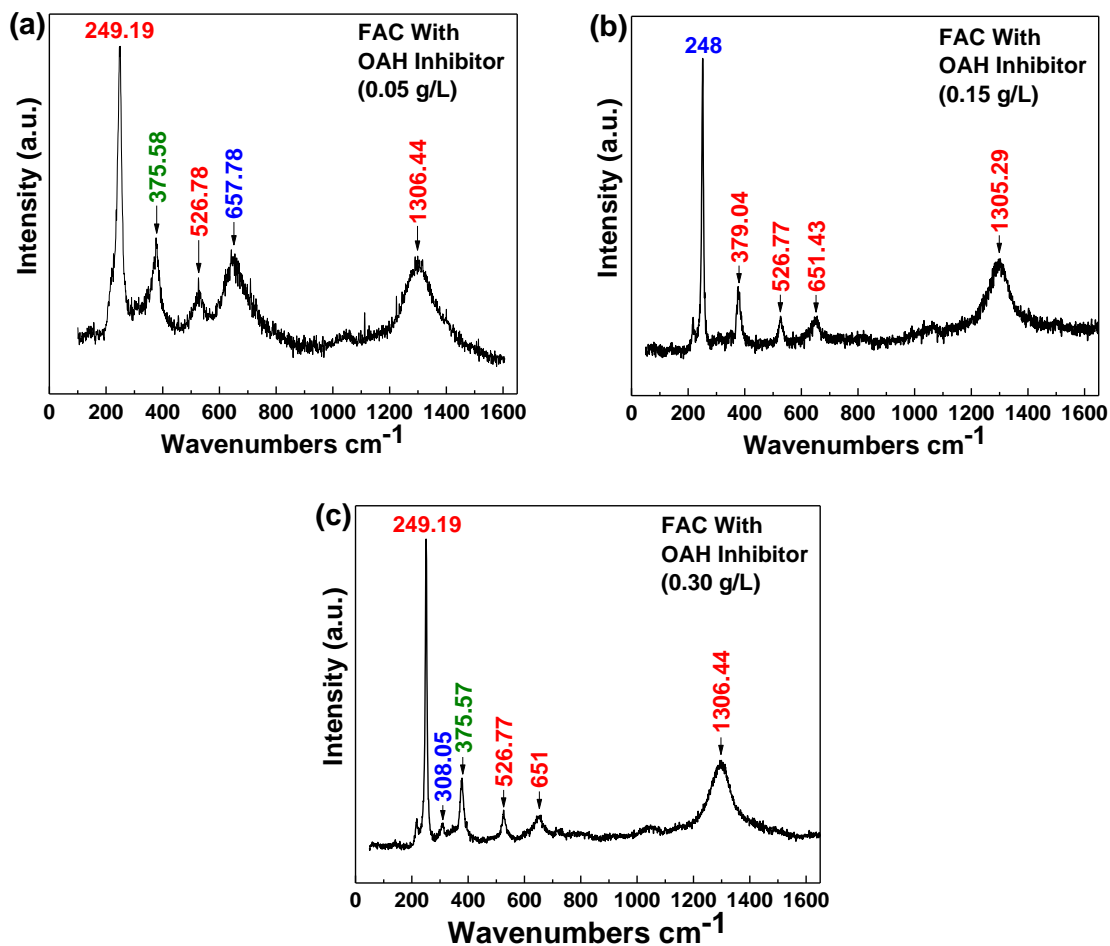 (a)
249.19
375.58
526.78
657.78
1306.44
FAC With
OAH Inhibitor
(0.05 g/L)
Intensity (a.u.)
0 200 400 600 800 1000 1200 1400 1600
Wavenumbers cm-1
(b)
248
379.04
526.77
651.43
1305.29
FAC With
OAH Inhibitor
(0.15 g/L)
Intensity (a.u.)
0 200 400 600 800 1000 1200 1400 1600
Wavenumbers cm-1
(c)
249.19
308.05
375.57
526.77
651
1306.44
FAC With
OAH Inhibitor
(0.30 g/L)
Intensity (a.u.)
0 200 400 600 800 1000 1200 1400 1600
Wavenumbers cm-1